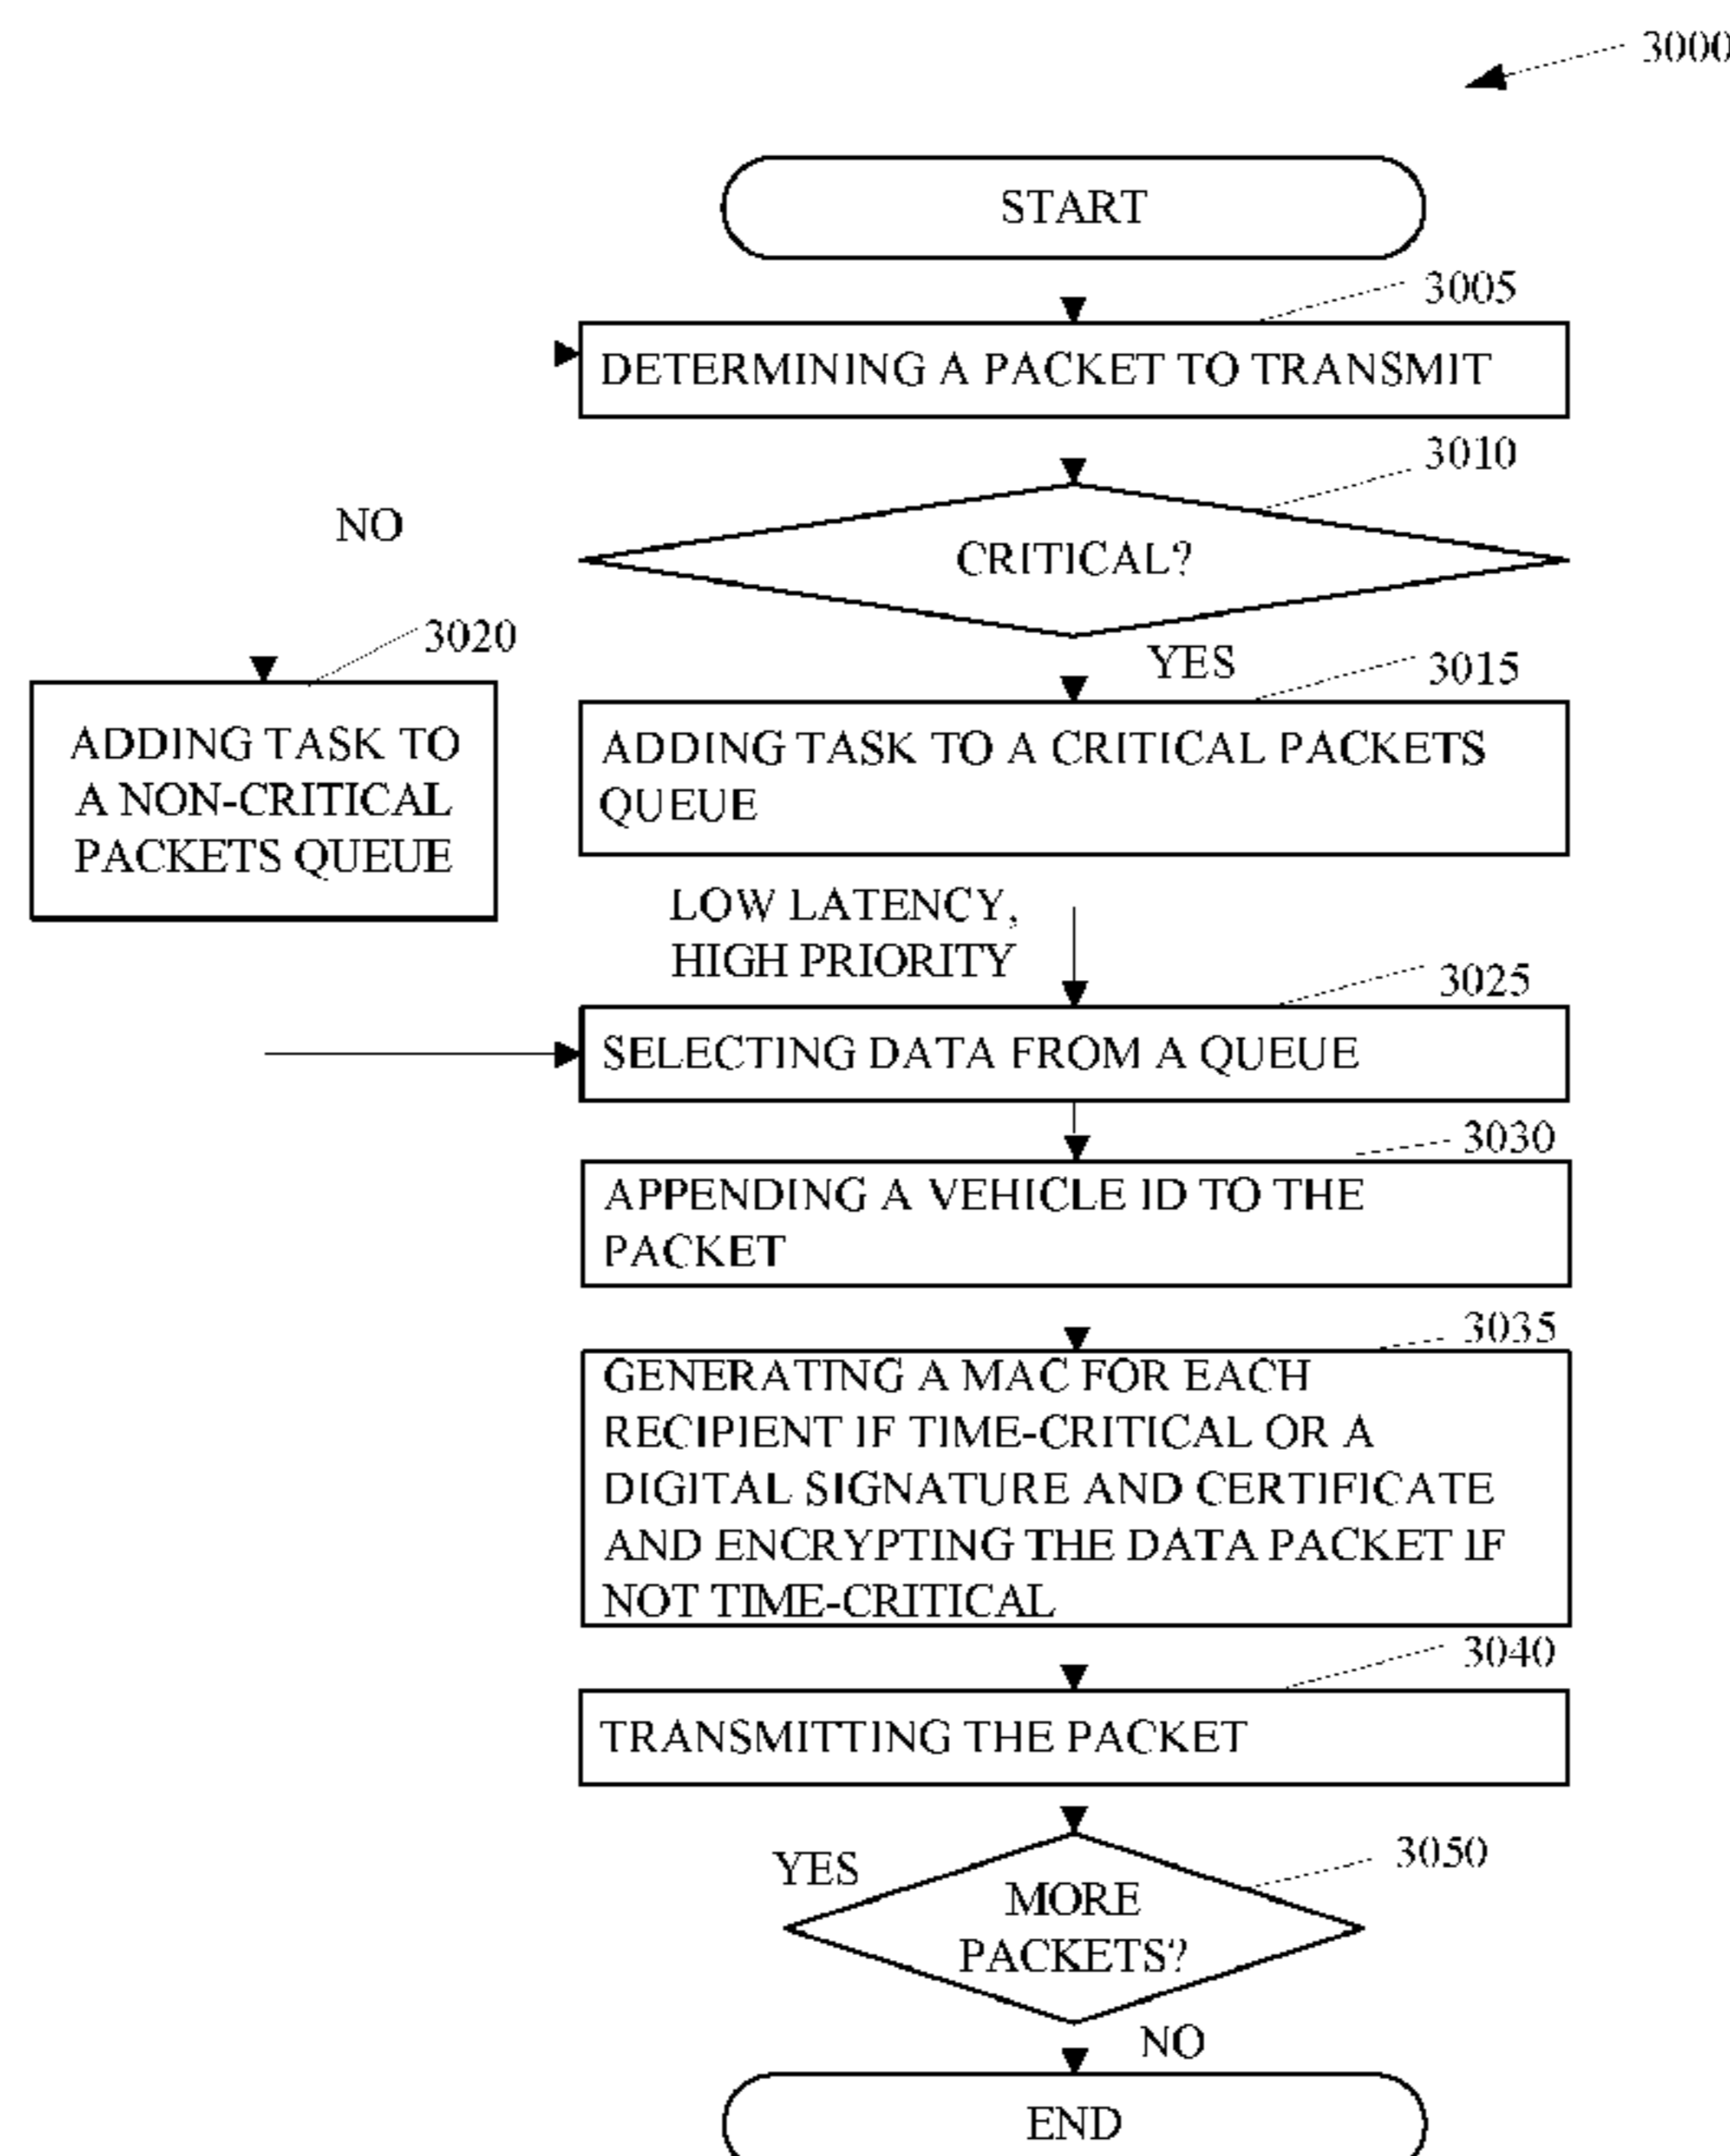 3000
START
3005
DETERMINING A PACKET TO TRANSMIT
3010
NO
CRITICAL?
YES
3020
3015
ADDING TASK TO
A NON-CRITICAL
PACKETS QUEUE
ADDING TASK TO A CRITICAL PACKETS
QUEUE
LOW LATENCY,
HIGH PRIORITY
3025
SELECTING DATA FROM A QUEUE
3030
APPENDING A VEHICLE ID TO THE
PACKET
3035
GENERATING A MAC FOR EACH
RECIPIENT IF TIME-CRITICAL OR A
DIGITAL SIGNATURE AND CERTIFICATE
AND ENCRYPTING THE DATA PACKET IF
NOT TIME-CRITICAL
3040
TRANSMITTING THE PACKET
3050
YES
MORE
PACKETS?
NO
END